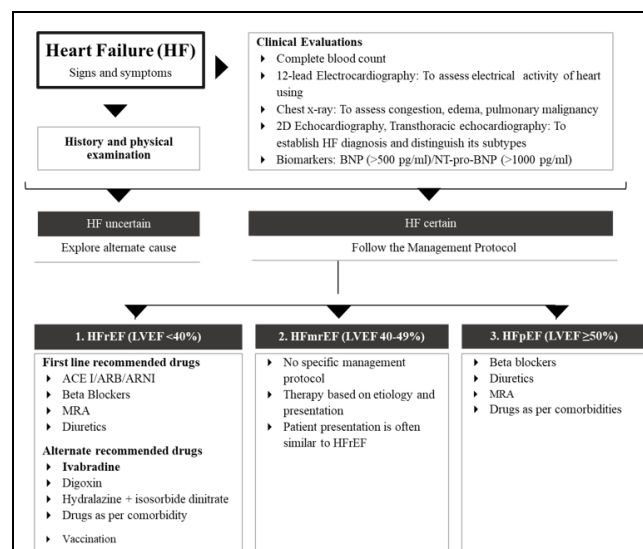 Heart Failure (HF)
Signs and symptoms
History and physical
examination
Clinical Evaluations
Complete blood count
12-lead Electrocardiography: To assess electrical activity of heart
using
Chest x-ray: To assess congestion, edema, pulmonary malignancy
2D Echocardiography, Transthoracic echocardiography: To
establish HF diagnosis and distinguish its subtypes
Biomarkers: BNP (>500 pg/ml)/NT-pro-BNP (>1000 pg/ml)
HF uncertain
Explore alternate cause
HF certain
Follow the Management Protocol
1. HFrEF (LVEF <40%)
First line recommended drugs
ACE I/ARB/ARNI
Beta Blockers
MRA
Diuretics
Alternate recommended drugs
Ivabradine
Digoxin
Hydralazine + isosorbide dinitrate
Drugs as per comorbidity
Vaccination
2. HFmrEF (LVEF 40-49%)
No specific management
protocol
Therapy based on etiology and
presentation
Patient presentation is often
similar to HFrEF
3. HFpEF (LVEF ≥50%)
Beta blockers
Diuretics
MRA
Drugs as per comorbidities